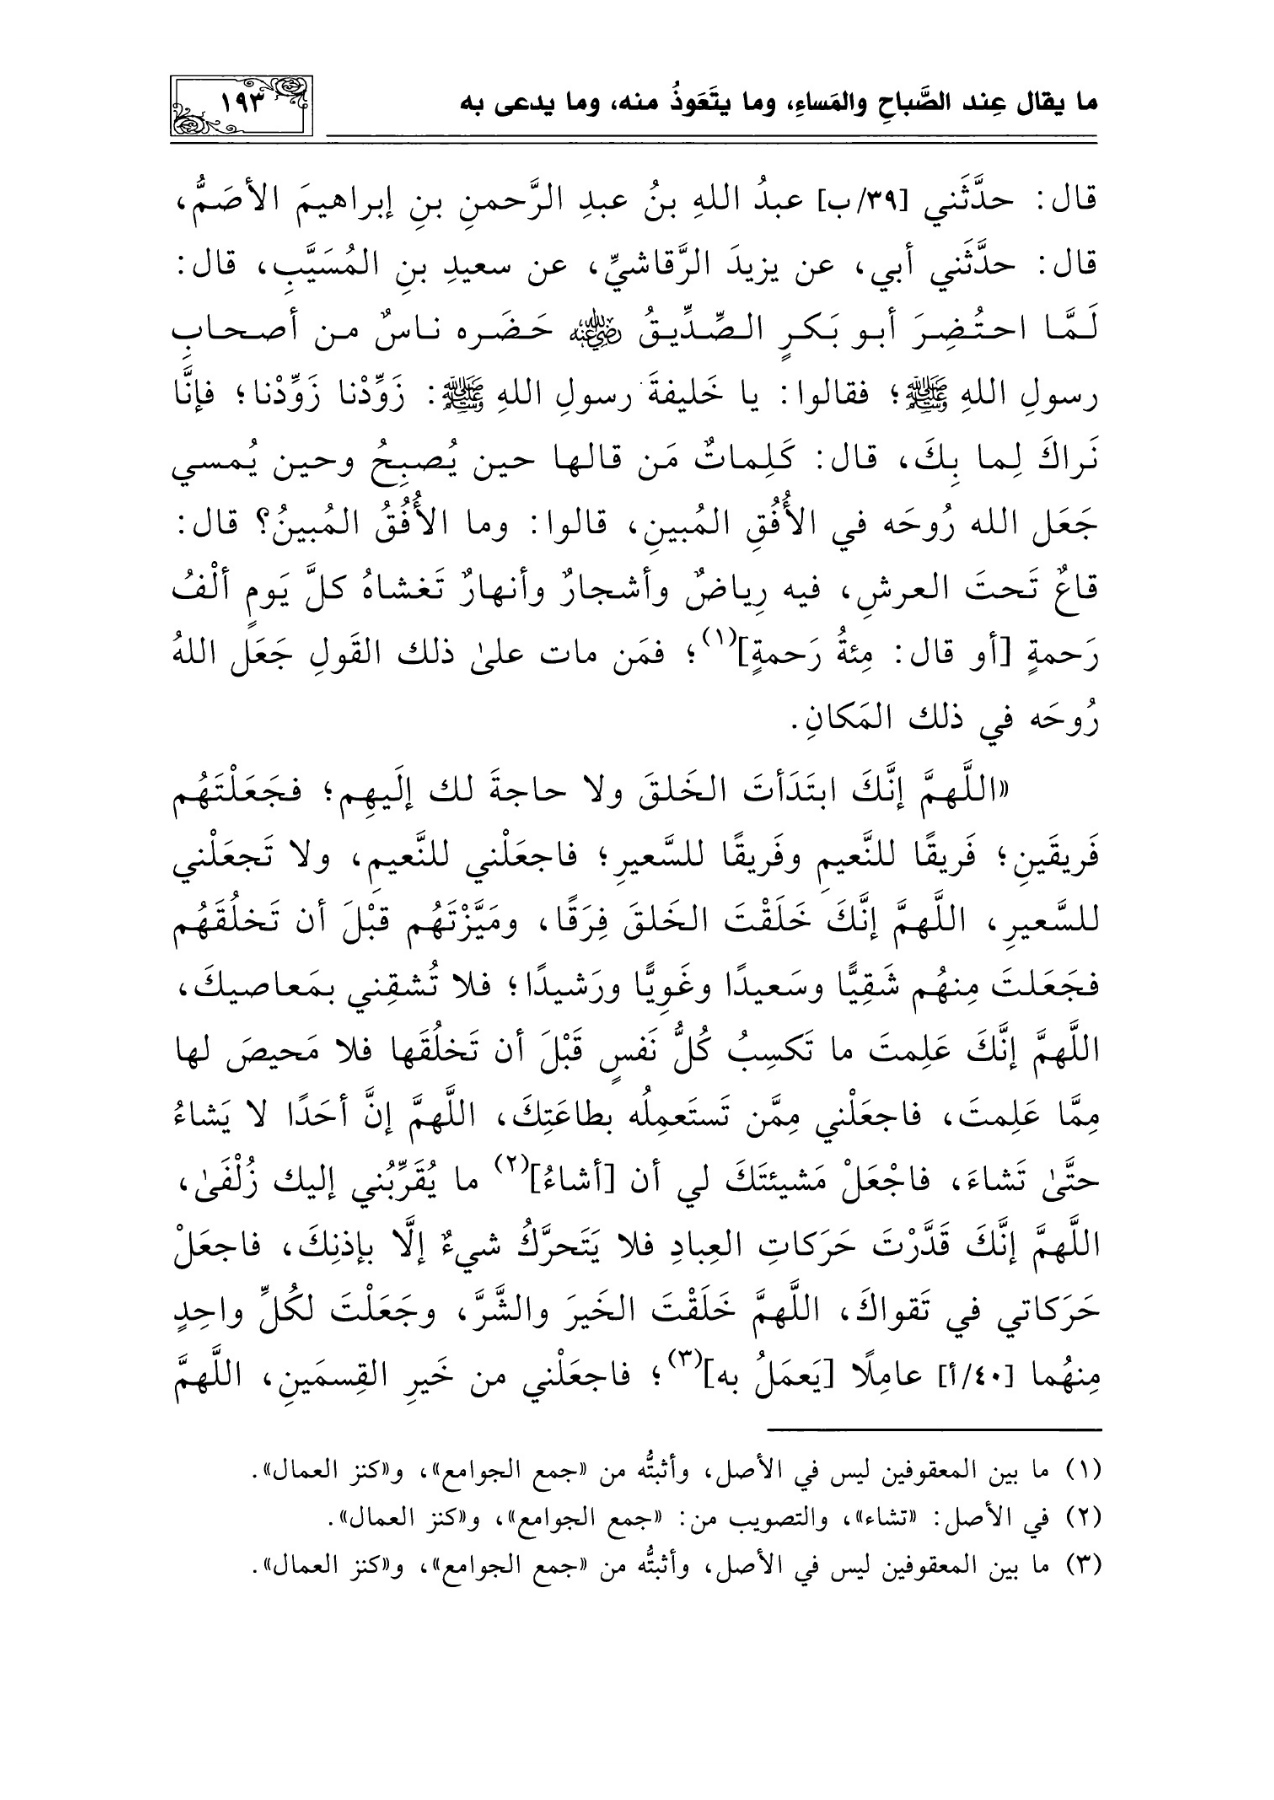 ما يقال عِند الصَّباحِ والمَساءِ، وما يتَعَوذُ منه، وما يدعى به
١٩٣
قال: حدَّثَني [٣٩/ب] عبدُ اللهِ بنُ عبدِ الرَّحمنِ بنِ إبراهيمَ الأصَمُّ،
قال: حدَّثَني أبي، عن يزيدَ الرَّقاشيِّ، عن سعيدِ بنِ المُسَيَّبِ، قال:
لَمَّا احتُضِرَ أبو بَكرٍ الصِّدِّيقُ رضي الله عنه حَضَره ناسٌ من أصحابِ
رسولِ اللهِ ﷺ؛ فقالوا: يا خَليفةَ رسولِ اللهِ ﷺ: زَوِّدْنا زَوِّدْنا؛ فإنَّا
نَراكَ لِما بِكَ، قال: كَلِماتٌ مَن قالها حين يُصبِحُ وحين يُمسي
جَعَل الله رُوحَه في الأُفُقِ المُبينِ، قالوا: وما الأُفُقُ المُبينُ؟ قال:
قاعٌ تَحتَ العرشِ، فيه رِياضٌ وأشجارٌ وأنهارٌ تَغشاهُ كلَّ يَومٍ ألْفُ
رَحمةٍ [أو قال: مِئةُ رَحمةٍ](١)؛ فمَن مات علىٰ ذلك القَولِ جَعَل اللهُ
رُوحَه في ذلك المَكانِ.
«اللَّهمَّ إنَّكَ ابتَدَأتَ الخَلقَ ولا حاجةَ لك إلَيهِم؛ فجَعَلْتَهُم
فَريقَينِ؛ فَريقًا للنَّعيمِ وفَريقًا للسَّعيرِ؛ فاجعَلْني للنَّعيمِ، ولا تَجعَلْني
للسَّعيرِ، اللَّهمَّ إنَّكَ خَلَقْتَ الخَلقَ فِرَقًا، ومَيَّزْتَهُم قبْلَ أن تَخلُقَهُم
فجَعَلتَ مِنهُم شَقِيًّا وسَعيدًا وغَوِيًّا ورَشيدًا؛ فلا تُشقِني بمَعاصيكَ،
اللَّهمَّ إنَّكَ عَلِمتَ ما تَكسِبُ كُلُّ نَفسٍ قَبْلَ أن تَخلُقَها فلا مَحيصَ لها
مِمَّا عَلِمتَ، فاجعَلْني مِمَّن تَستَعمِلُه بطاعَتِكَ، اللَّهمَّ إنَّ أحَدًا لا يَشاءُ
حتَّىٰ تَشاءَ، فاجْعَلْ مَشيئتَكَ لي أن [أشاءُ](٢) ما يُقَرِّبُني إليك زُلْفَىٰ،
اللَّهمَّ إنَّكَ قَدَّرْتَ حَرَكاتِ العِبادِ فلا يَتَحرَّكُ شيءٌ إلَّا بإذنِكَ، فاجعَلْ
حَرَكاتي في تَقواكَ، اللَّهمَّ خَلَقْتَ الخَيرَ والشَّرَّ، وجَعَلْتَ لكُلِّ واحِدٍ
مِنهُما [٤٠/أ] عامِلًا [يَعمَلُ به](٣)؛ فاجعَلْني من خَيرِ القِسمَينِ، اللَّهمَّ
(١) ما بين المعقوفين ليس في الأصل، وأثبتُّه من «جمع الجوامع»، و«كنز العمال».
(٢) في الأصل: «تشاء»، والتصويب من: «جمع الجوامع»، و«كنز العمال».
(٣) ما بين المعقوفين ليس في الأصل، وأثبتُّه من «جمع الجوامع»، و«كنز العمال».